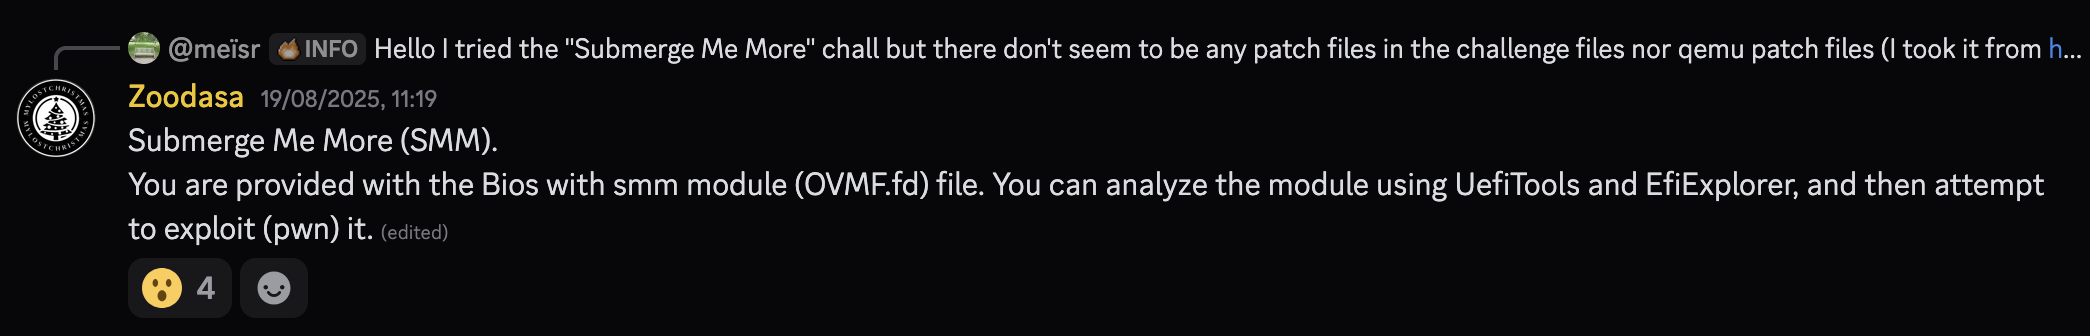 @meïsr INFO Hello I tried the "Submerge Me More" chall but there don't seem to be any patch files in the challenge files nor qemu patch files (I took it from h...
Zoodasa 19/08/2025, 11:19
Submerge Me More (SMM).
You are provided with the Bios with smm module (OVMF.fd) file. You can analyze the module using UefiTools and EfiExplorer, and then attempt
to exploit (pwn) it. (edited)
4
MYLOSTCHRISTMAS MYLOSTCHRISTMAS